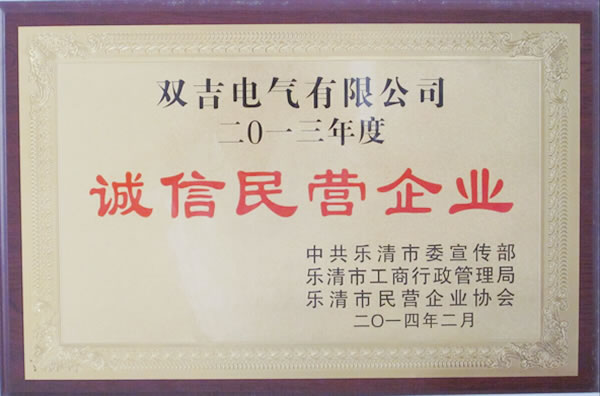 双吉电气有限公司
二〇一三年度
诚信民营企业
中共乐清市委宣传部
乐清市工商行政管理局
乐清市民营企业协会
二〇一四年二月